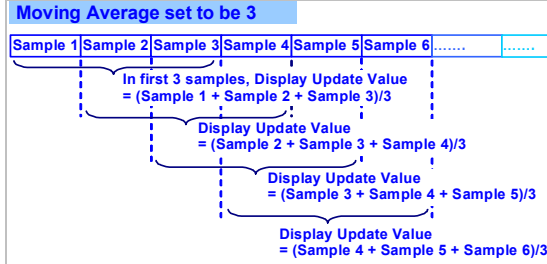 Moving Average set to be 3
Sample 1 Sample 2 Sample 3 Sample 4 Sample 5 Sample 6 ....... .......
In first 3 samples, Display Update Value
= (Sample 1 + Sample 2 + Sample 3)/3
Display Update Value
= (Sample 2 + Sample 3 + Sample 4)/3
Display Update Value
= (Sample 3 + Sample 4 + Sample 5)/3
Display Update Value
= (Sample 4 + Sample 5 + Sample 6)/3